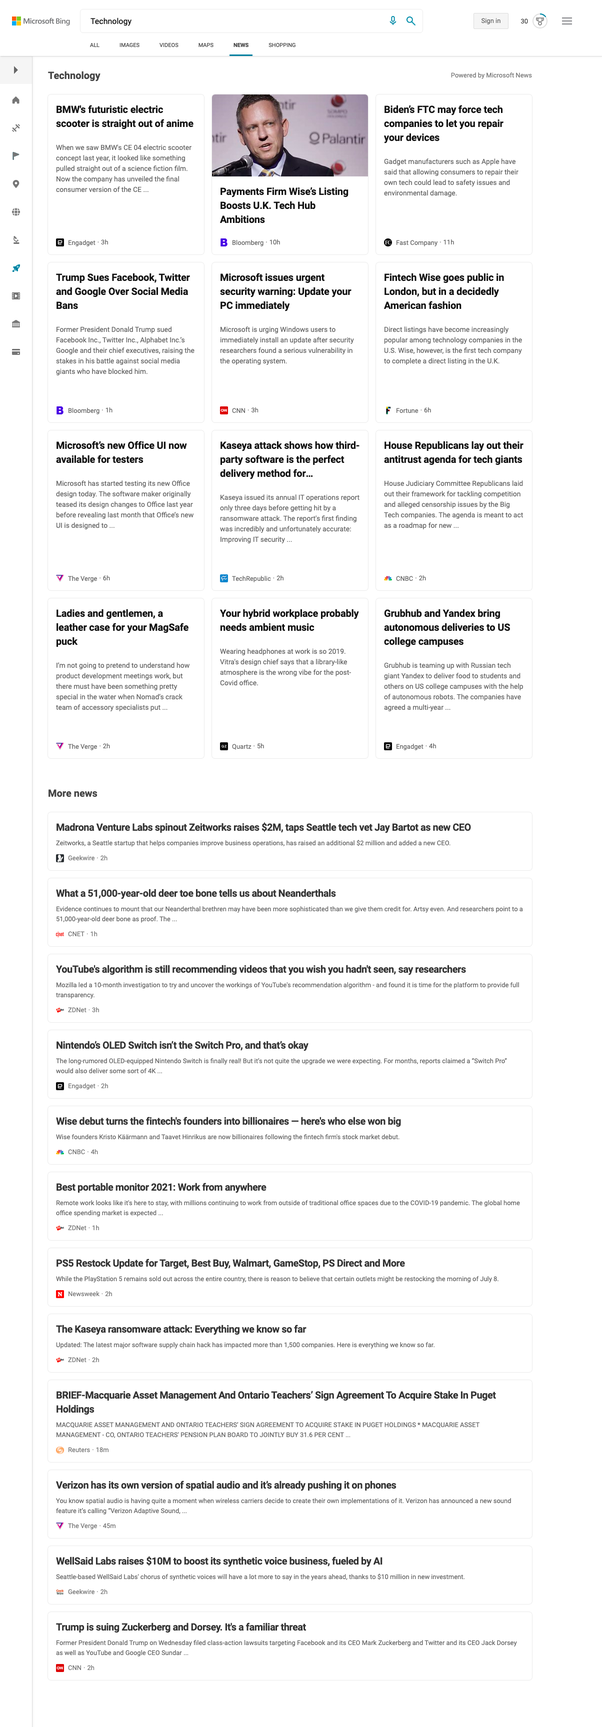 Microsoft Bing
Technology
Sign in
30
ALL
IMAGES
VIDEOS
MAPS
NEWS
SHOPPING
Technology
Powered by Microsoft News
BMW's futuristic electric
scooter is straight out of anime
When we saw BMW's CE 04 electric scooter
concept last year, it looked like something
pulled straight out of a science fiction film.
Now the company has unveiled the final
consumer version of the CE ...
Engadget · 3h
Palantir
Payments Firm Wise's Listing
Boosts U.K. Tech Hub
Ambitions
Bloomberg · 10h
Biden's FTC may force tech
companies to let you repair
your devices
Gadget manufacturers such as Apple have
said that allowing consumers to repair their
own tech could lead to safety issues and
environmental damage.
Fast Company · 11h
Trump Sues Facebook, Twitter
and Google Over Social Media
Bans
Former President Donald Trump sued
Facebook Inc., Twitter Inc., Alphabet Inc.'s
Google and their chief executives, raising the
stakes in his battle against social media
giants who have blocked him.
Bloomberg · 1h
Microsoft issues urgent
security warning: Update your
PC immediately
Microsoft is urging Windows users to
immediately install an update after security
researchers found a serious vulnerability in
the operating system.
CNN · 3h
Fintech Wise goes public in
London, but in a decidedly
American fashion
Direct listings have become increasingly
popular among technology companies in the
U.S. Wise, however, is the first tech company
to complete a direct listing in the U.K.
Fortune · 6h
Microsoft's new Office UI now
available for testers
Microsoft has started testing its new Office
design today. The software maker originally
teased its design changes to Office last year
before revealing last month that Office's new
UI is designed to ...
The Verge · 6h
Kaseya attack shows how third-
party software is the perfect
delivery method for...
Kaseya issued its annual IT operations report
only three days before getting hit by a
ransomware attack. The report's first finding
was incredibly and unfortunately accurate:
Improving IT security ...
TechRepublic · 2h
House Republicans lay out their
antitrust agenda for tech giants
House Judiciary Committee Republicans laid
out their framework for tackling competition
and alleged censorship issues by the Big
Tech companies. The agenda is meant to act
as a roadmap for new ...
CNBC · 2h
Ladies and gentlemen, a
leather case for your MagSafe
puck
I'm not going to pretend to understand how
product development meetings work, but
there must have been something pretty
special in the water when Nomad's crack
team of accessory specialists put ...
The Verge · 2h
Your hybrid workplace probably
needs ambient music
Wearing headphones at work is so 2019.
Vitra's design chief says that a library-like
atmosphere is the wrong vibe for the post-
Covid office.
Quartz · 5h
Grubhub and Yandex bring
autonomous deliveries to US
college campuses
Grubhub is teaming up with Russian tech
giant Yandex to deliver food to students and
others on US college campuses with the help
of autonomous robots. The companies have
agreed a multi-year ...
Engadget · 4h
More news
Madrona Venture Labs spinout Zeitworks raises $2M, taps Seattle tech vet Jay Bartot as new CEO
Zeitworks, a Seattle startup that helps companies improve business operations, has raised an additional $2 million and added a new CEO.
Geekwire · 2h
What a 51,000-year-old deer toe bone tells us about Neanderthals
Evidence continues to mount that our Neanderthal brethren may have been more sophisticated than we give them credit for. Artsy even. And researchers point to a
51,000-year-old deer bone as proof. The ...
CNET · 1h
YouTube's algorithm is still recommending videos that you wish you hadn't seen, say researchers
Mozilla led a 10-month investigation to try and uncover the workings of YouTube's recommendation algorithm - and found it is time for the platform to provide full
transparency.
ZDNet · 3h
Nintendo's OLED Switch isn't the Switch Pro, and that's okay
The long-rumored OLED-equipped Nintendo Switch is finally real! But it's not quite the upgrade we were expecting. For months, reports claimed a "Switch Pro"
would also deliver some sort of 4K ...
Engadget · 2h
Wise debut turns the fintech's founders into billionaires — here's who else won big
Wise founders Kristo Käärmann and Taavet Hinrikus are now billionaires following the fintech firm's stock market debut.
CNBC · 4h
Best portable monitor 2021: Work from anywhere
Remote work looks like it's here to stay, with millions continuing to work from outside of traditional office spaces due to the COVID-19 pandemic. The global home
office spending market is expected ...
ZDNet · 1h
PS5 Restock Update for Target, Best Buy, Walmart, GameStop, PS Direct and More
While the PlayStation 5 remains sold out across the entire country, there is reason to believe that certain outlets might be restocking the morning of July 8.
Newsweek · 2h
The Kaseya ransomware attack: Everything we know so far
Updated: The latest major software supply chain hack has impacted more than 1,500 companies. Here is everything we know so far.
ZDNet · 2h
BRIEF-Macquarie Asset Management And Ontario Teachers' Sign Agreement To Acquire Stake In Puget
Holdings
MACQUARIE ASSET MANAGEMENT AND ONTARIO TEACHERS' SIGN AGREEMENT TO ACQUIRE STAKE IN PUGET HOLDINGS * MACQUARIE ASSET
MANAGEMENT - CO, ONTARIO TEACHERS' PENSION PLAN BOARD TO JOINTLY BUY 31.6 PER CENT ...
Reuters · 18m
Verizon has its own version of spatial audio and it's already pushing it on phones
You know spatial audio is having quite a moment when wireless carriers decide to create their own implementations of it. Verizon has announced a new sound
feature it's calling "Verizon Adaptive Sound, ...
The Verge · 45m
WellSaid Labs raises $10M to boost its synthetic voice business, fueled by AI
Seattle-based WellSaid Labs' chorus of synthetic voices will have a lot more to say in the years ahead, thanks to $10 million in new investment.
Geekwire · 2h
Trump is suing Zuckerberg and Dorsey. It's a familiar threat
Former President Donald Trump on Wednesday filed class-action lawsuits targeting Facebook and its CEO Mark Zuckerberg and Twitter and its CEO Jack Dorsey
as well as YouTube and Google CEO Sundar ...
CNN · 2h